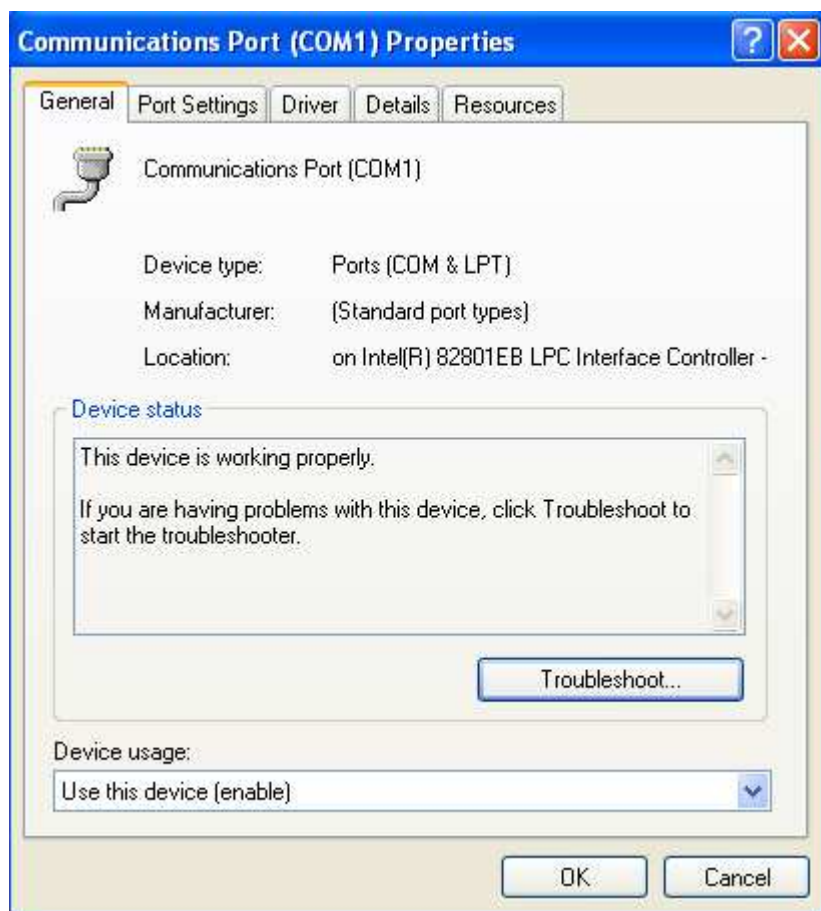 Communications Port (COM1) Properties
General Port Settings Driver Details Resources
Communications Port (COM1)
Device type: Ports (COM & LPT)
Manufacturer: (Standard port types)
Location: on Intel(R) 82801EB LPC Interface Controller -
Device status
This device is working properly.
If you are having problems with this device, click Troubleshoot to
start the troubleshooter.
Troubleshoot...
Device usage:
Use this device (enable)
OK Cancel